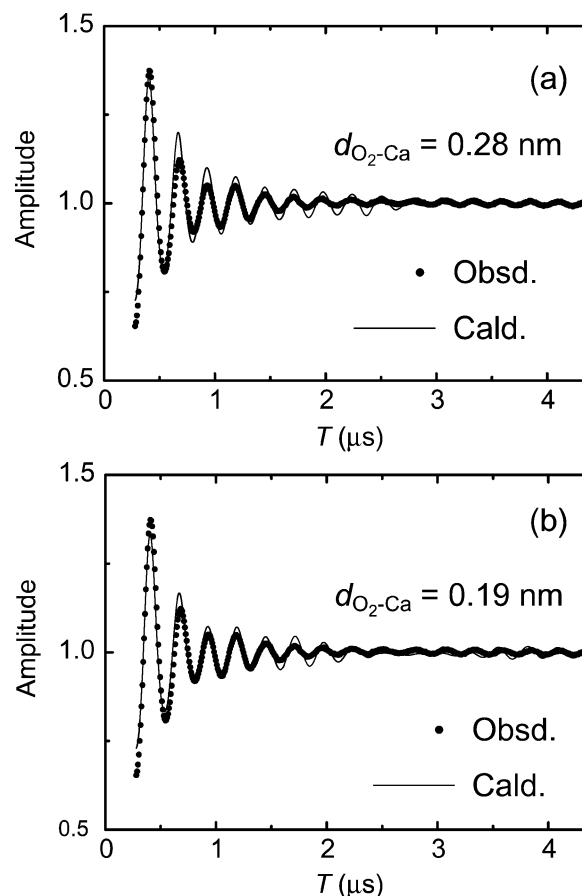 1.5
(a)
d O₂-Ca = 0.28 nm
Amplitude
1.0
Obsd.
Cald.
0.5
0 1 2 3 4
T (μs)
1.5
(b)
d O₂-Ca = 0.19 nm
Amplitude
1.0
Obsd.
Cald.
0.5
0 1 2 3 4
T (μs)